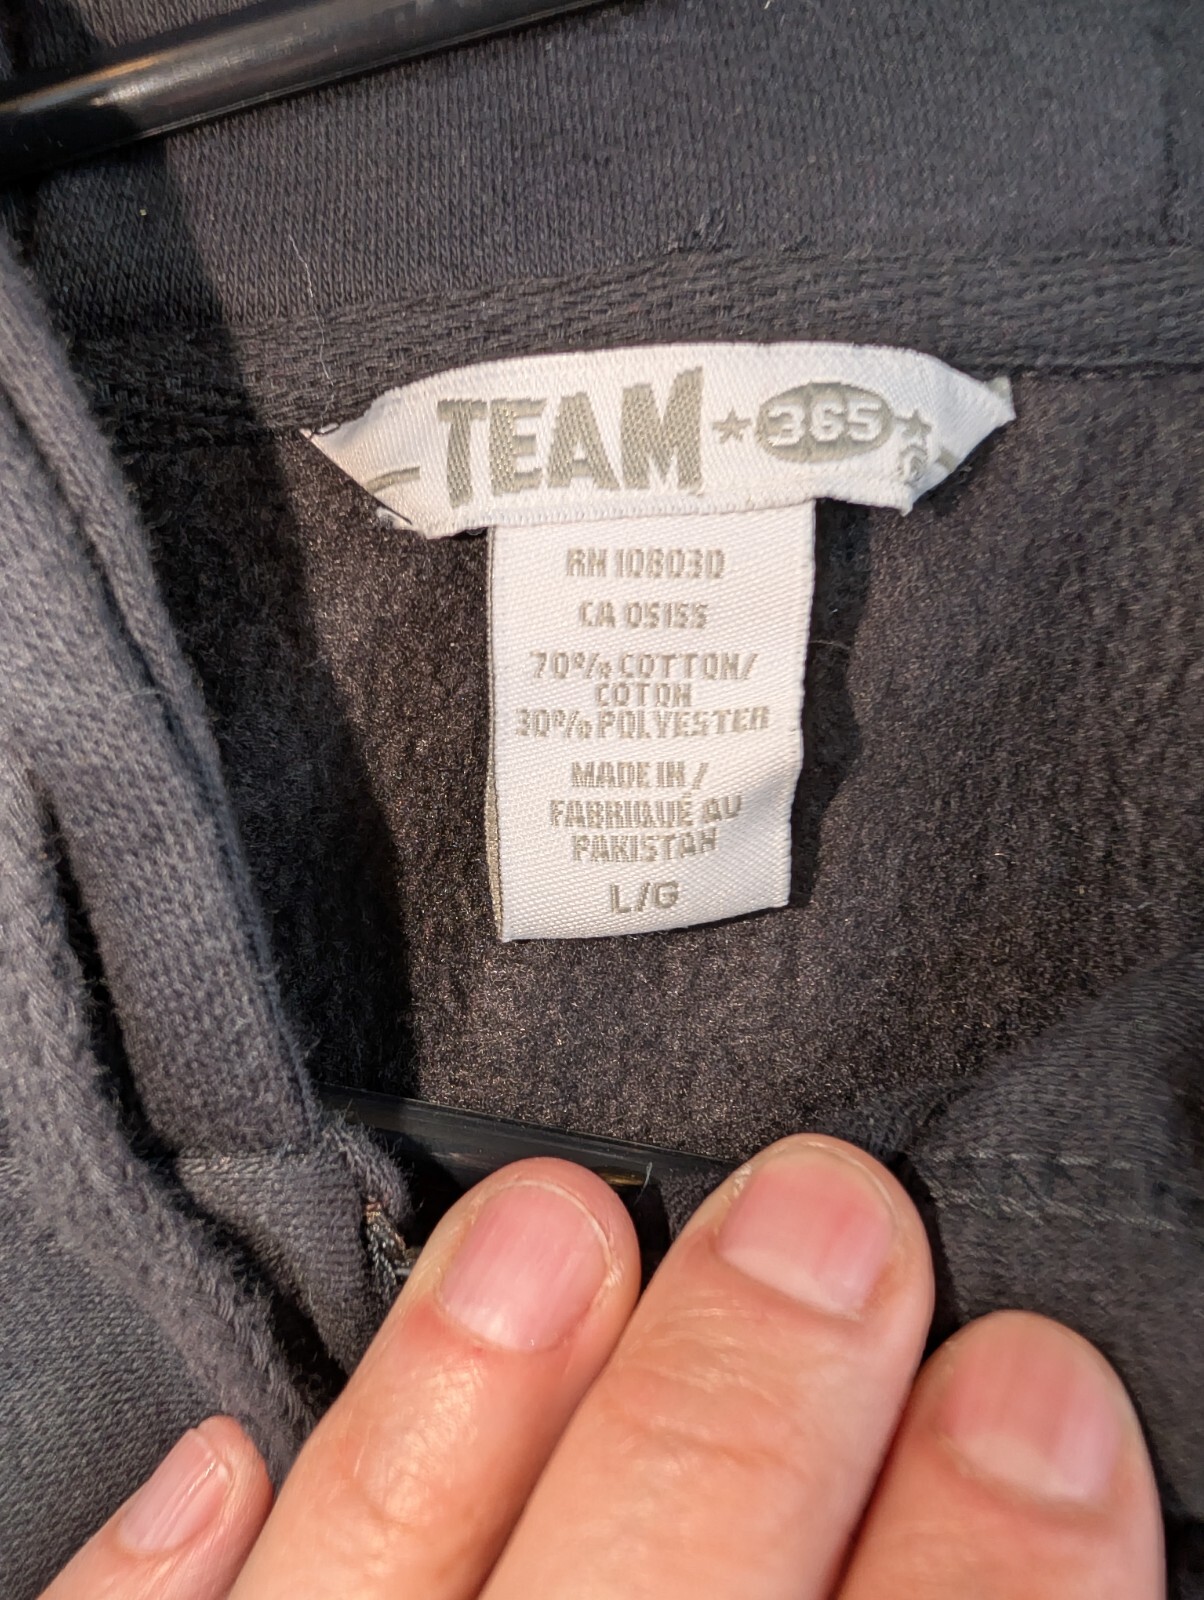 TEAM 365
RN 108030
CA 05155
70% COTTON/
COTON
30% POLYESTER
MADE IN /
FABRIQUÉ AU
PAKISTAN
L/G